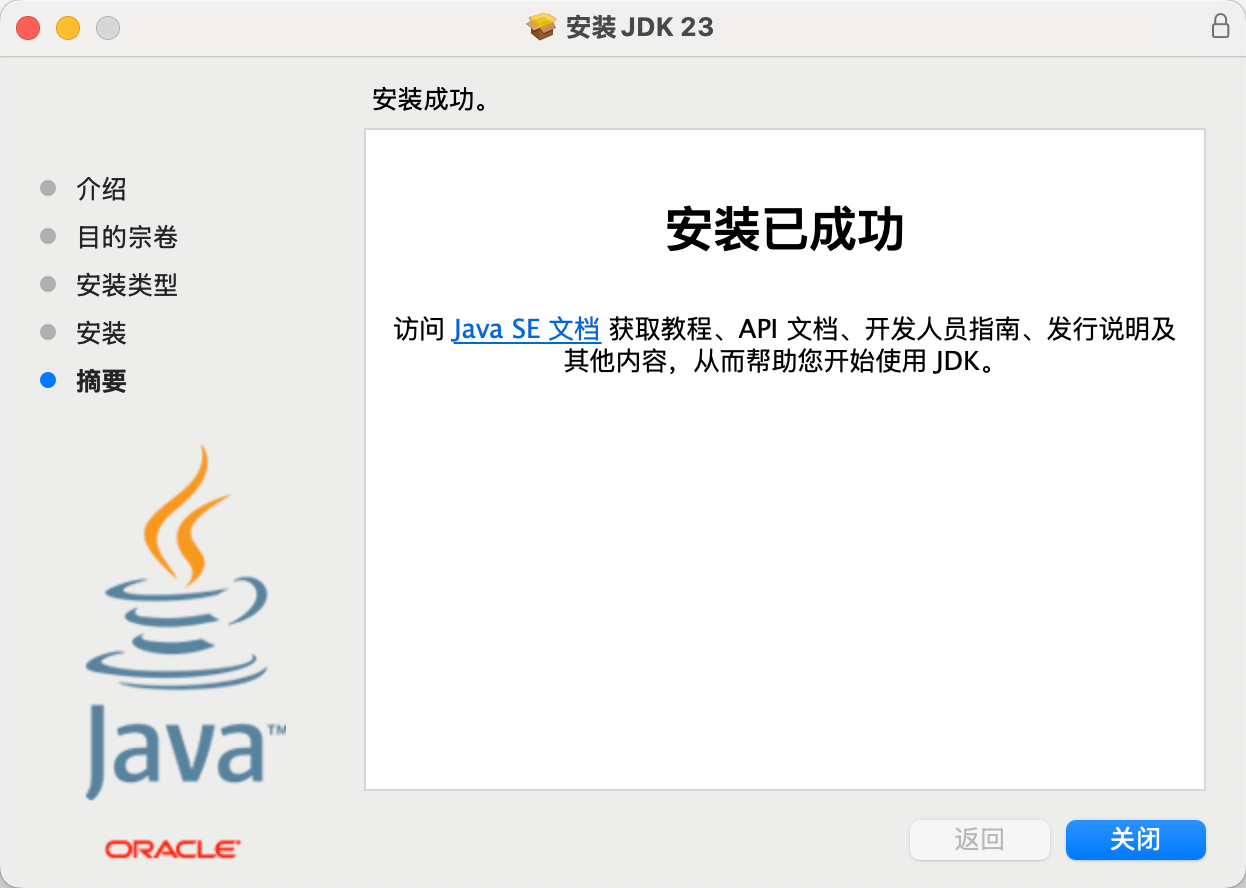 安装 JDK 23
安装成功。
介绍
目的宗卷
安装类型
安装
摘要
安装已成功
访问 Java SE 文档 获取教程、API 文档、开发人员指南、发行说明及
其他内容，从而帮助您开始使用 JDK。
Java™
ORACLE®
返回
关闭